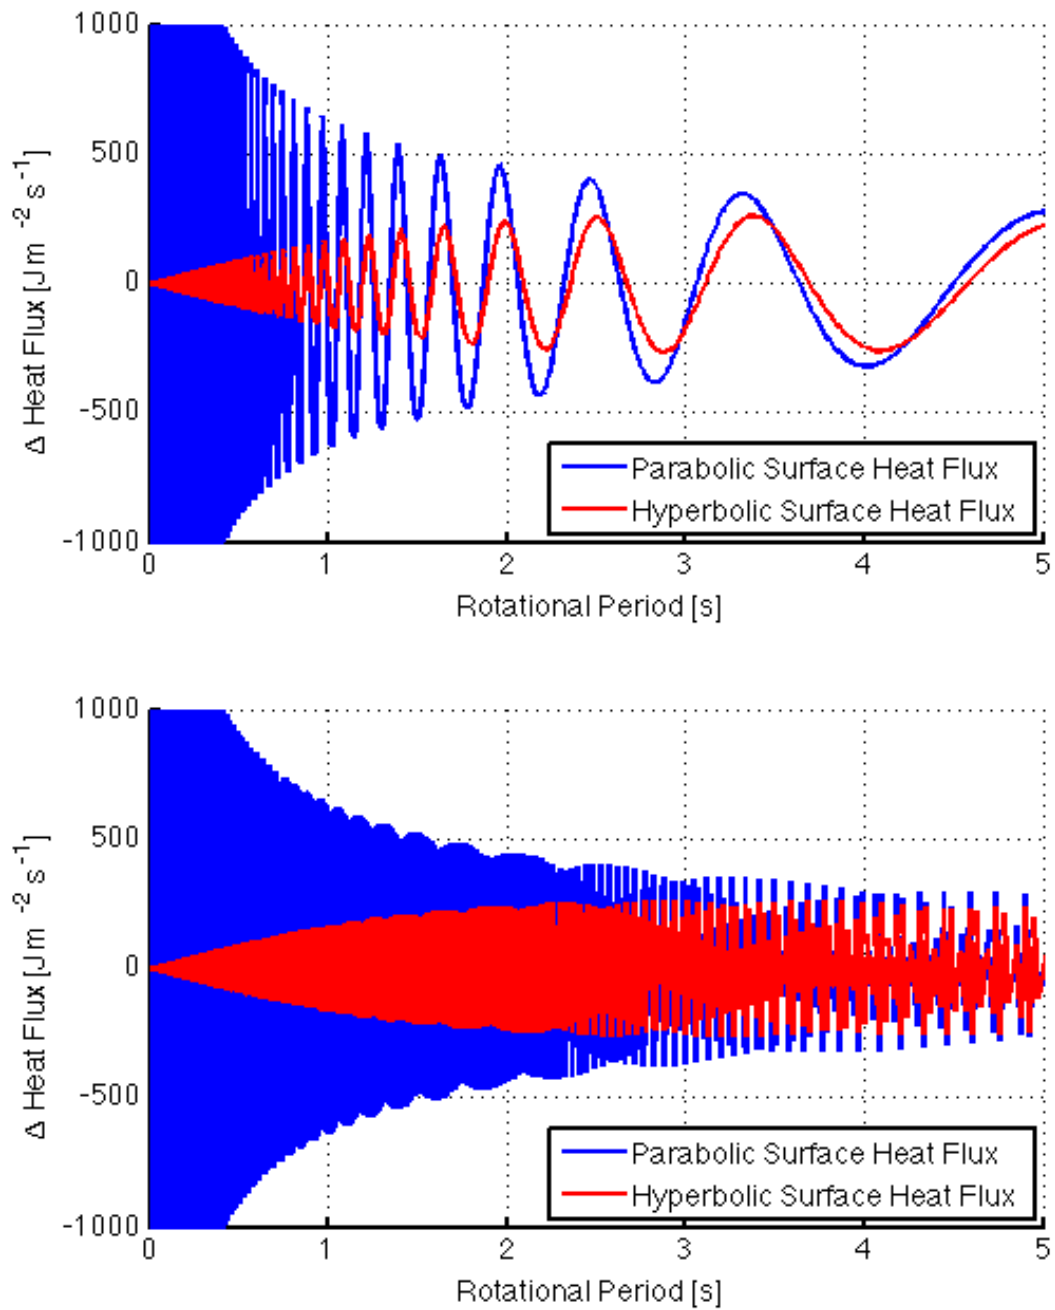 1000
500
0
-500
-1000
Δ Heat Flux [J m -2 s -1]
0 1 2 3 4 5
Rotational Period [s]
Parabolic Surface Heat Flux
Hyperbolic Surface Heat Flux
1000
500
0
-500
-1000
Δ Heat Flux [J m -2 s -1]
0 1 2 3 4 5
Rotational Period [s]
Parabolic Surface Heat Flux
Hyperbolic Surface Heat Flux